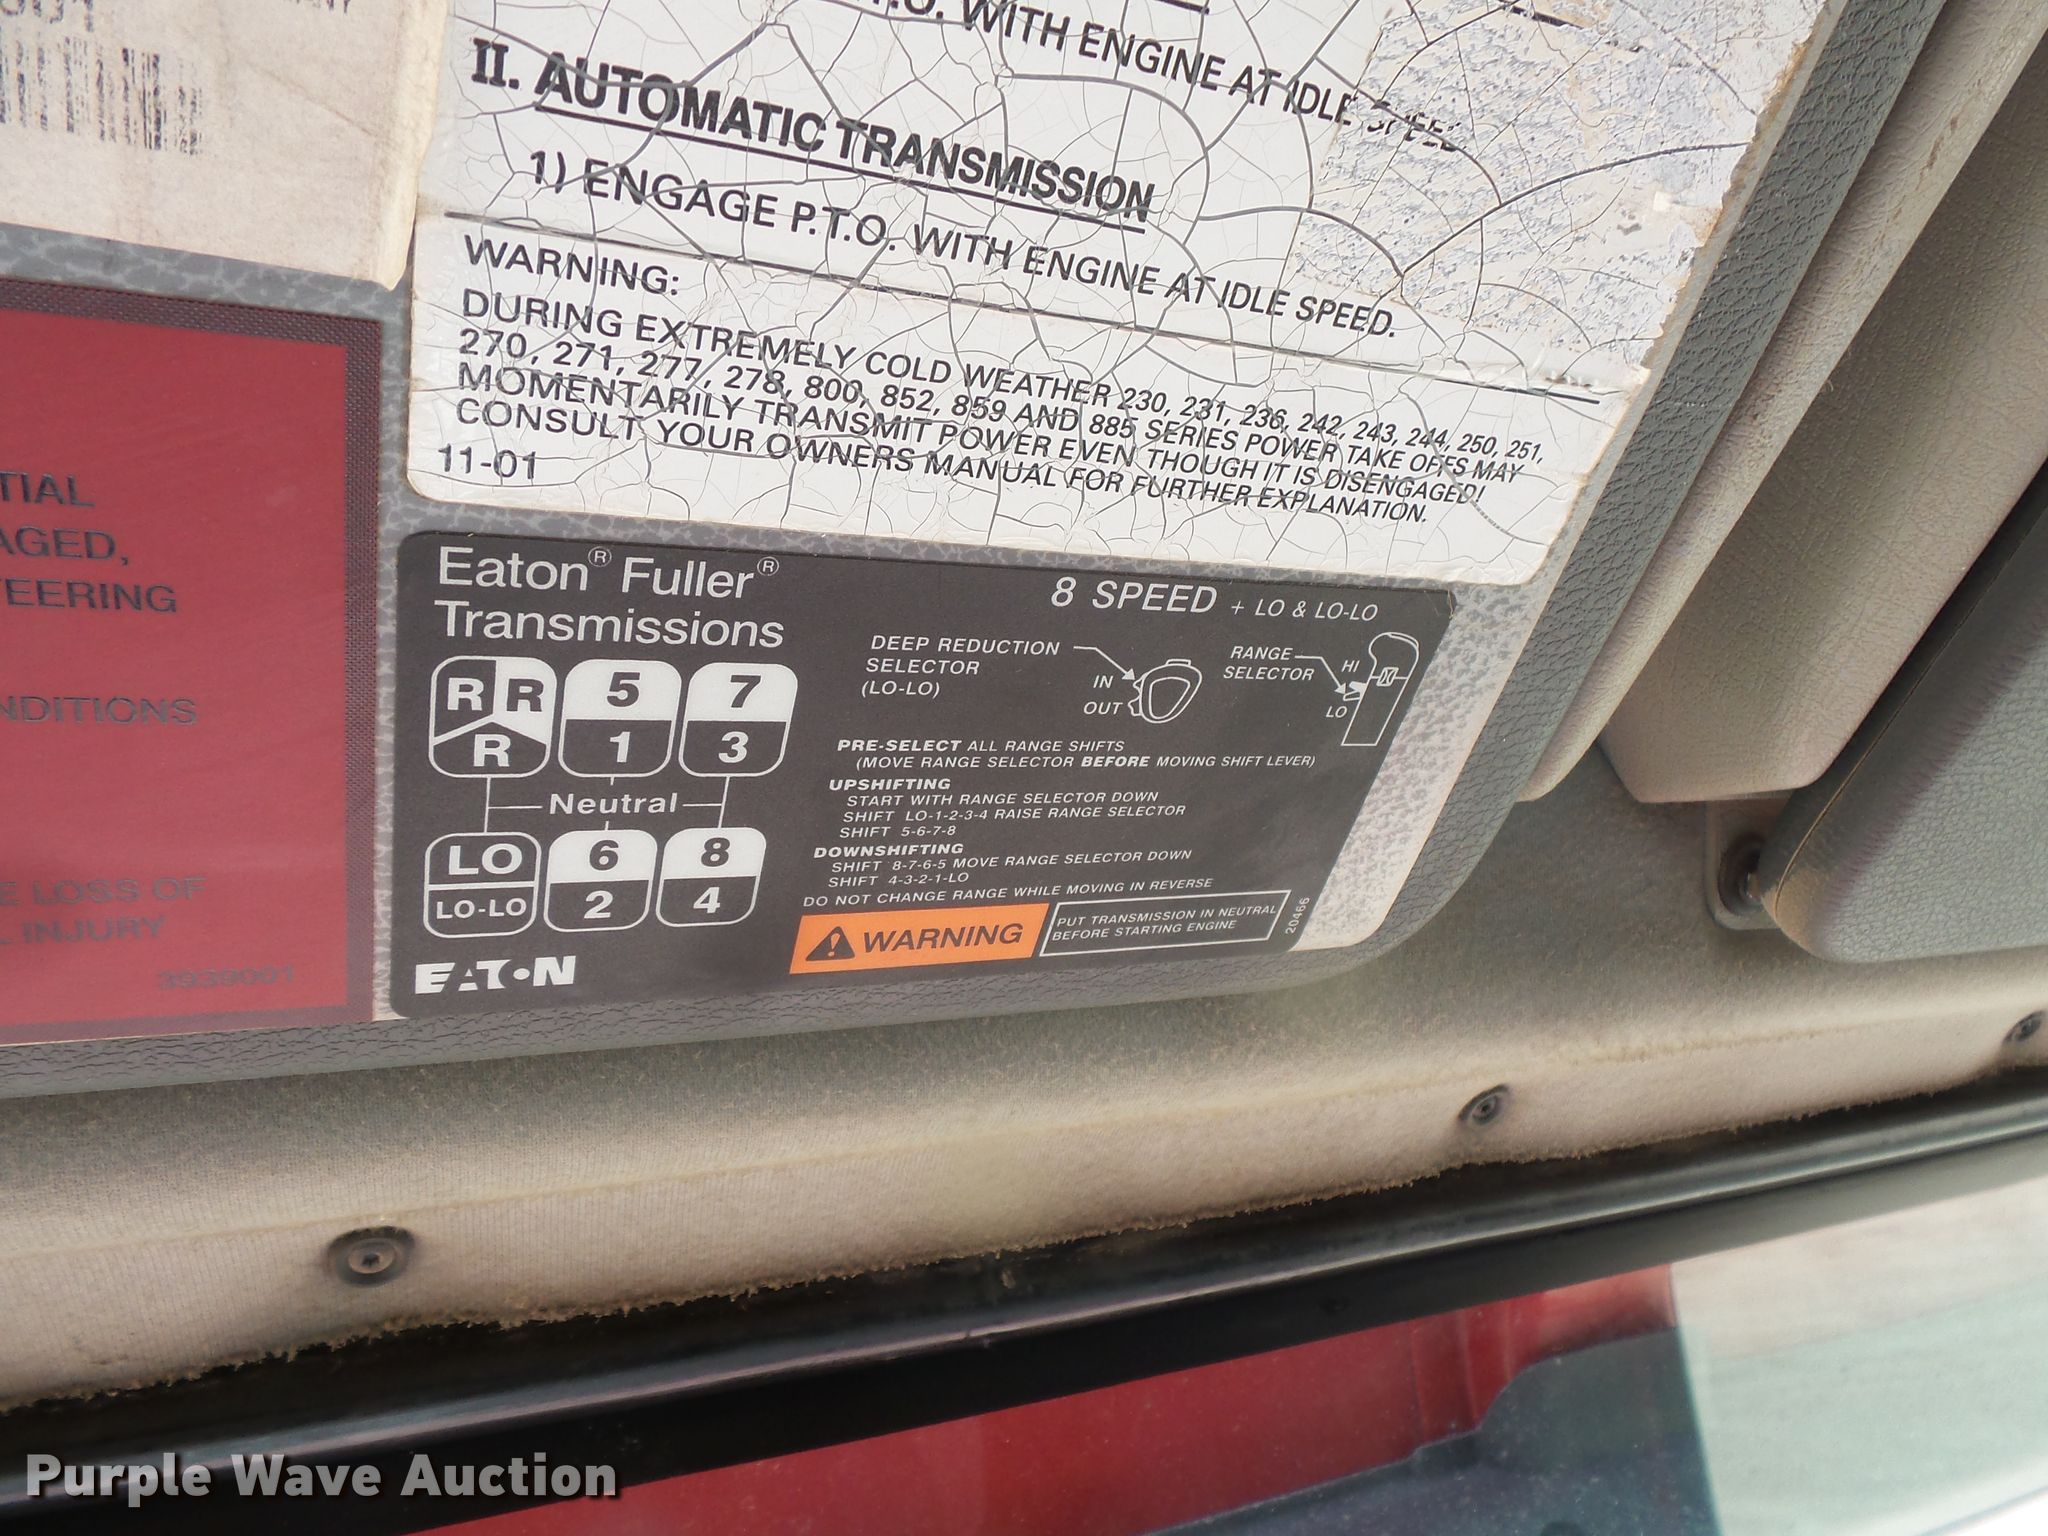 P.T.O. WITH ENGINE AT IDLE SPEED
II. AUTOMATIC TRANSMISSION
1) ENGAGE P.T.O. WITH ENGINE AT IDLE SPEED.
WARNING:
DURING EXTREMELY COLD WEATHER 230, 231, 236, 242, 243, 244, 250, 251,
270, 271, 277, 278, 800, 852, 859 AND 885 SERIES POWER TAKE OFFS MAY
MOMENTARILY TRANSMIT POWER EVEN THOUGH IT IS DISENGAGED!
CONSULT YOUR OWNERS MANUAL FOR FURTHER EXPLANATION.
11-01
TIAL
AGED,
TEERING
NDITIONS
E LOSS OF
L INJURY
3939001
Eaton® Fuller®
Transmissions
8 SPEED + LO & LO-LO
DEEP REDUCTION
SELECTOR
(LO-LO)
IN
OUT
RANGE
SELECTOR
HI
LO
R R 5 7
R 1 3
Neutral
LO 6 8
LO-LO 2 4
PRE-SELECT ALL RANGE SHIFTS
(MOVE RANGE SELECTOR BEFORE MOVING SHIFT LEVER)
UPSHIFTING
START WITH RANGE SELECTOR DOWN
SHIFT LO-1-2-3-4 RAISE RANGE SELECTOR
SHIFT 5-6-7-8
DOWNSHIFTING
SHIFT 8-7-6-5 MOVE RANGE SELECTOR DOWN
SHIFT 4-3-2-1-LO
DO NOT CHANGE RANGE WHILE MOVING IN REVERSE
WARNING
PUT TRANSMISSION IN NEUTRAL
BEFORE STARTING ENGINE
20466
EATON
Purple Wave Auction